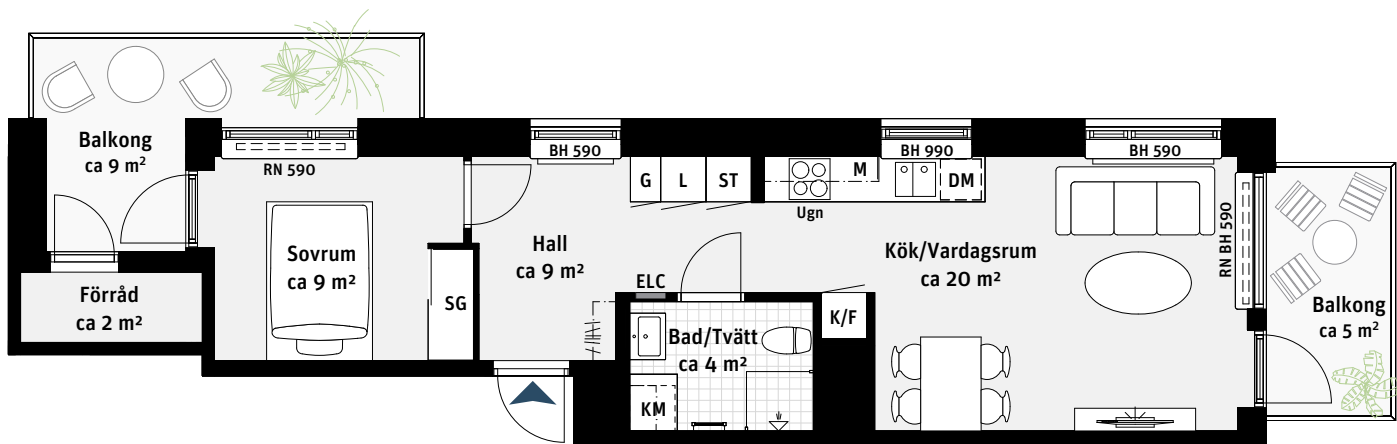 Balkong
ca 9 m²
RN 590
BH 590
BH 990
BH 590
G
L
ST
M
DM
Ugn
RN BH 590
Sovrum
ca 9 m²
Hall
ca 9 m²
Kök/Vardagsrum
ca 20 m²
Förråd
ca 2 m²
SG
ELC
K/F
Balkong
ca 5 m²
Bad/Tvätt
ca 4 m²
KM